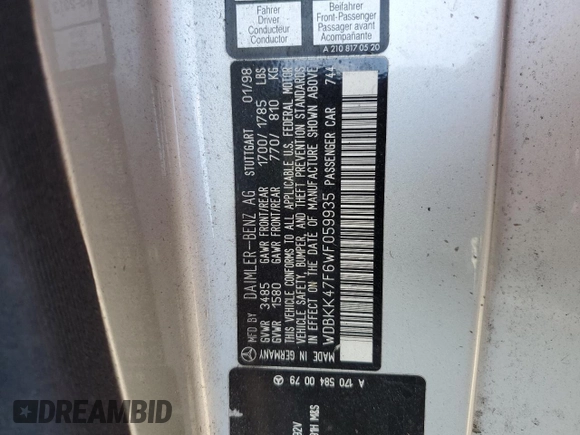 Fahrer
Driver
Conducteur
Conductor
Beifahrer
Front-Passenger
Passager avant
Acompañante
A 210 817 05 20
MFD BY DAIMLER-BENZ AG STUTTGART 01/98
GVWR 3485 GAWR FRONT/REAR 1700/1785 LBS
GVWR 1580 GAWR FRONT/REAR 770/ 810 KG
THIS VEHICLE CONFORMS TO ALL APPLICABLE U.S. FEDERAL MOTOR
VEHICLE SAFETY, BUMPER, AND THEFT PREVENTION STANDARDS
IN EFFECT ON THE DATE OF MANUFACTURE SHOWN ABOVE
WDBKK47F6WF059935 PASSENGER CAR 744
MADE IN GERMANY
A 170 584 00 79
DREAMBID